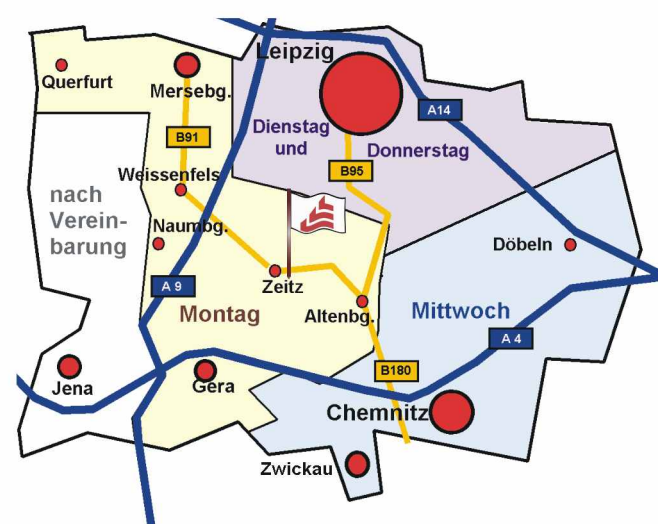 Leipzig
Querfurt
Mersebg.
A14
Dienstag
und
Donnerstag
B91
B95
Weissenfels
nach
Verein-
barung
Naumbg.
Döbeln
A 9
Zeitz
Montag
Altenbg.
Mittwoch
A 4
B180
Jena
Gera
Chemnitz
Zwickau